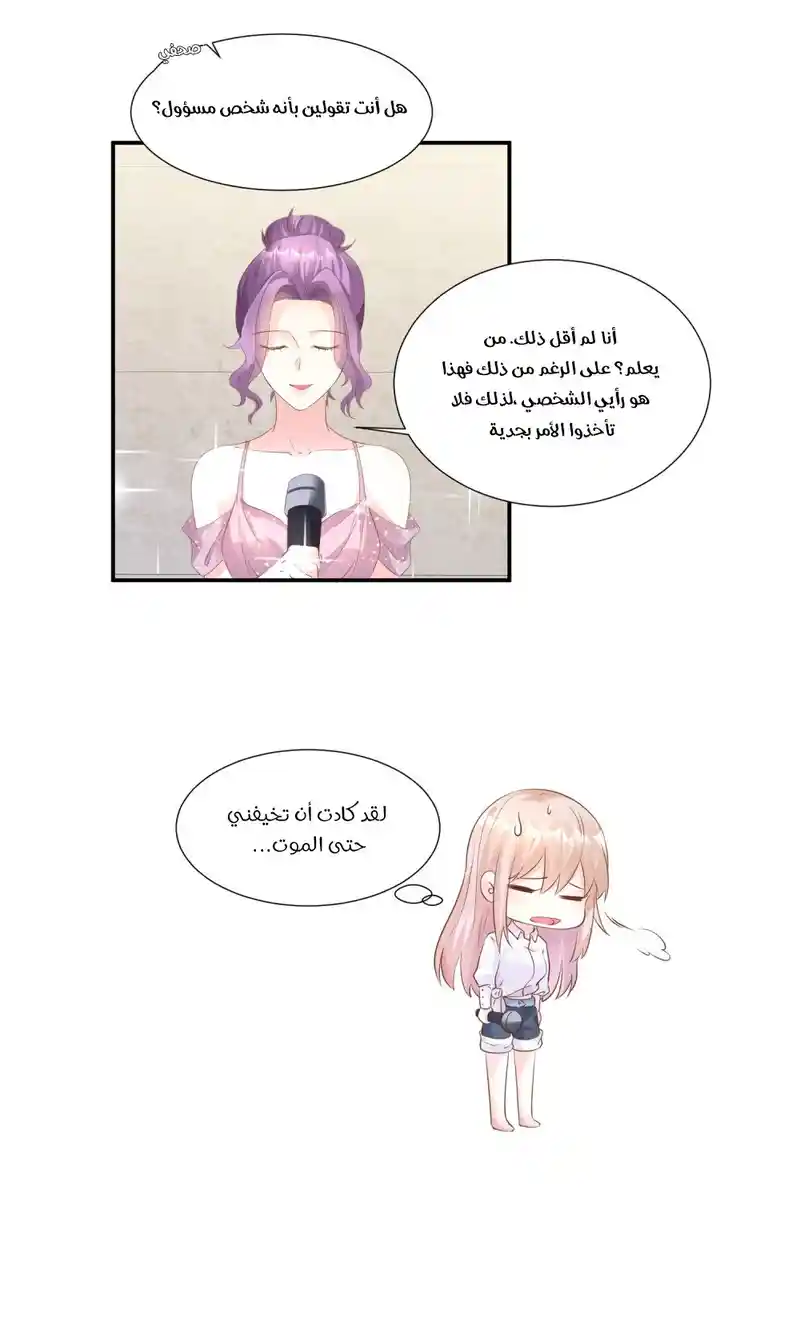 صحفي
هل أنت تقولين بأنه شخص مسؤول؟
أنا لم أقل ذلك. من
يعلم؟ على الرغم من ذلك فهذا
هو رأيي الشخصي ،لذلك فلا
تأخذوا الأمر بجدية
لقد كادت أن تخيفني
حتى الموت...